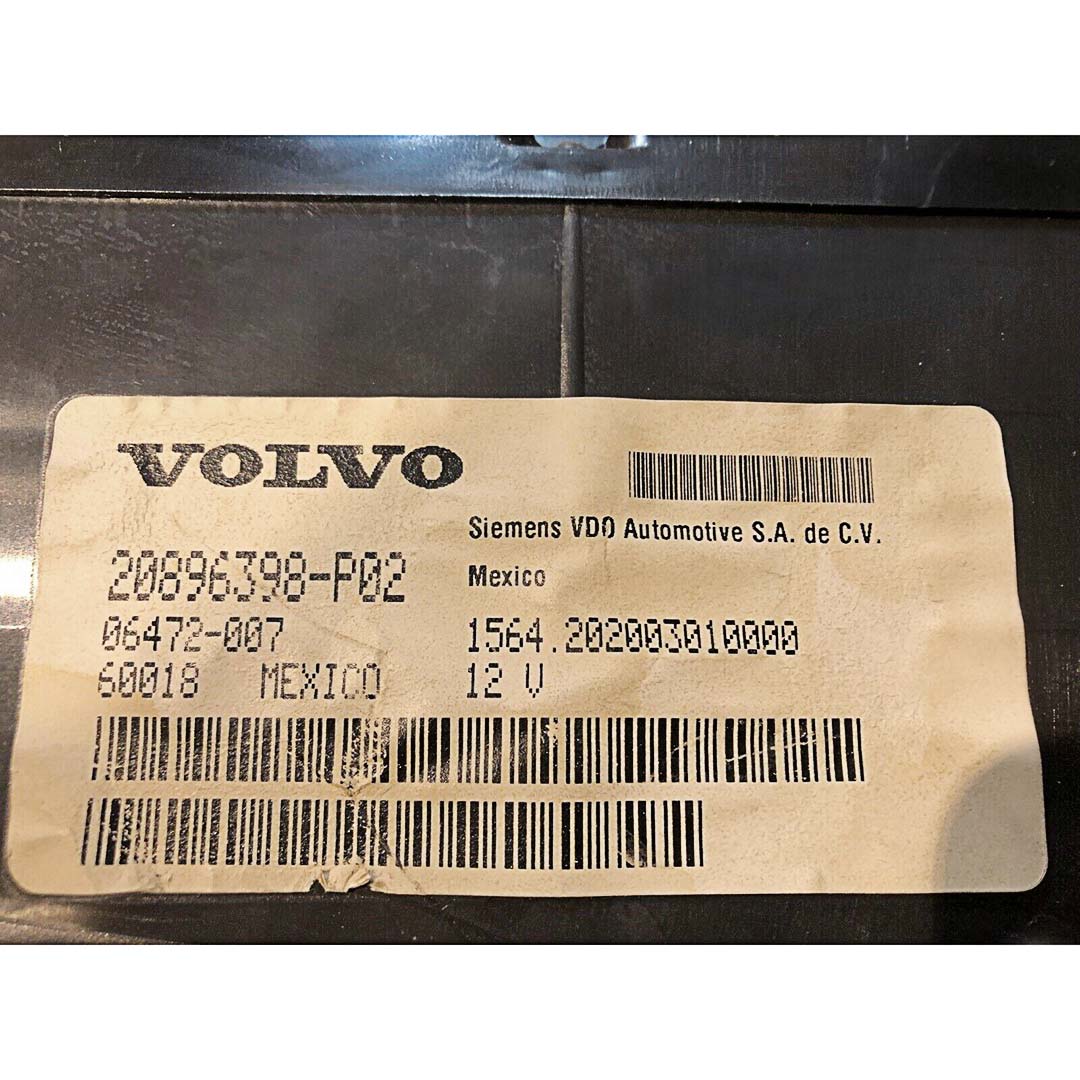 VOLVO
Siemens VDO Automotive S.A. de C.V.
20896398-P02
Mexico
06472-007 1564.202003010000
60018 MEXICO 12 V